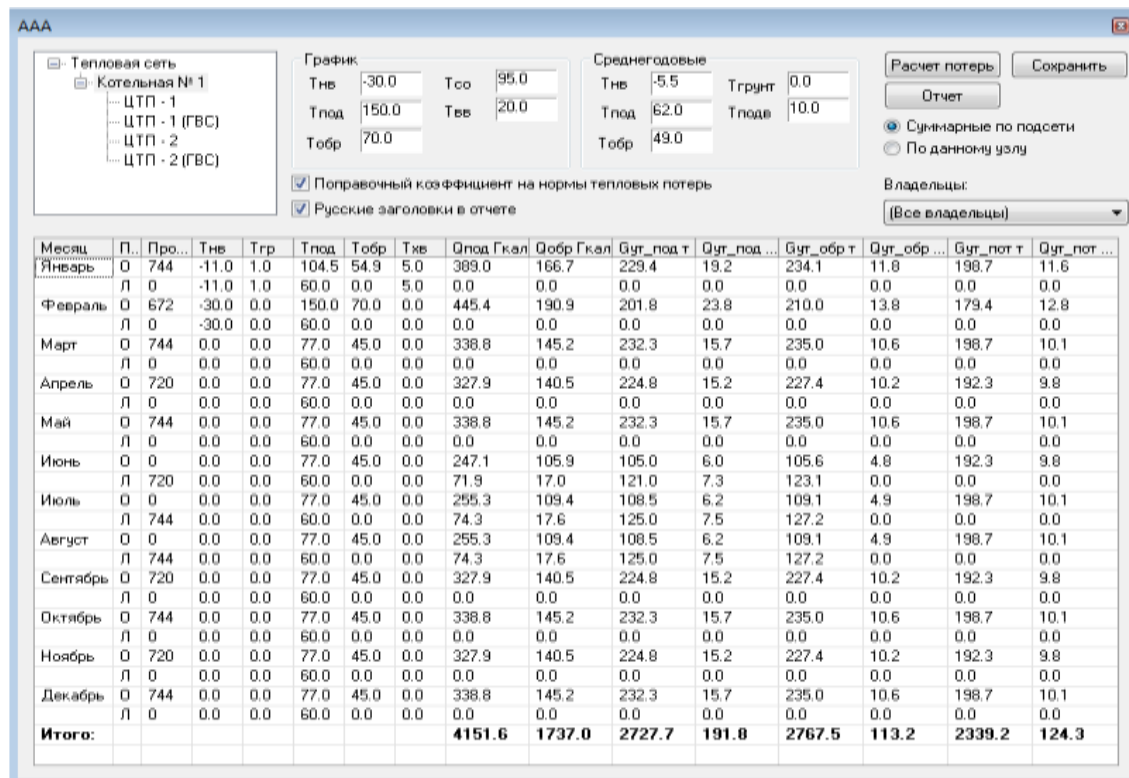 AAA
Тепловая сеть
Котельная № 1
ЦТП - 1
ЦТП - 1 (ГВС)
ЦТП - 2
ЦТП - 2 (ГВС)
График
Тнв -30.0 Тсо 95.0
Тпод 150.0 Твв 20.0
Тобр 70.0
Среднегодовые
Тнв -5.5 Тгрунт 0.0
Тпод 62.0 Тподв 10.0
Тобр 49.0
Расчет потерь Сохранить
Отчет
Суммарные по подсети
По данному узлу
Поправочный коэффициент на нормы тепловых потерь
Русские заголовки в отчете
Владельцы:
(Все владельцы)
Месяц П.. Про... Тнв Тгр Тпод Тобр Тхв Qпод Гкал Qобр Гкал Gут_под т Qут_под ... Gут_обр т Qут_обр ... Gут_пот т Qут_пот ...
Январь О 744 -11.0 1.0 104.5 54.9 5.0 389.0 166.7 229.4 19.2 234.1 11.8 198.7 11.6
Л 0 -11.0 1.0 60.0 0.0 5.0 0.0 0.0 0.0 0.0 0.0 0.0 0.0 0.0
Февраль О 672 -30.0 0.0 150.0 70.0 0.0 445.4 190.9 201.8 23.8 210.0 13.8 179.4 12.8
Л 0 -30.0 0.0 60.0 0.0 0.0 0.0 0.0 0.0 0.0 0.0 0.0 0.0 0.0
Март О 744 0.0 0.0 77.0 45.0 0.0 338.8 145.2 232.3 15.7 235.0 10.6 198.7 10.1
Л 0 0.0 0.0 60.0 0.0 0.0 0.0 0.0 0.0 0.0 0.0 0.0 0.0 0.0
Апрель О 720 0.0 0.0 77.0 45.0 0.0 327.9 140.5 224.8 15.2 227.4 10.2 192.3 9.8
Л 0 0.0 0.0 60.0 0.0 0.0 0.0 0.0 0.0 0.0 0.0 0.0 0.0 0.0
Май О 744 0.0 0.0 77.0 45.0 0.0 338.8 145.2 232.3 15.7 235.0 10.6 198.7 10.1
Л 0 0.0 0.0 60.0 0.0 0.0 0.0 0.0 0.0 0.0 0.0 0.0 0.0 0.0
Июнь О 0 0.0 0.0 77.0 45.0 0.0 247.1 105.9 105.0 6.0 105.6 4.8 192.3 9.8
Л 720 0.0 0.0 60.0 0.0 0.0 71.9 17.0 121.0 7.3 123.1 0.0 0.0 0.0
Июль О 0 0.0 0.0 77.0 45.0 0.0 255.3 109.4 108.5 6.2 109.1 4.9 198.7 10.1
Л 744 0.0 0.0 60.0 0.0 0.0 74.3 17.6 125.0 7.5 127.2 0.0 0.0 0.0
Август О 0 0.0 0.0 77.0 45.0 0.0 255.3 109.4 108.5 6.2 109.1 4.9 198.7 10.1
Л 744 0.0 0.0 60.0 0.0 0.0 74.3 17.6 125.0 7.5 127.2 0.0 0.0 0.0
Сентябрь О 720 0.0 0.0 77.0 45.0 0.0 327.9 140.5 224.8 15.2 227.4 10.2 192.3 9.8
Л 0 0.0 0.0 60.0 0.0 0.0 0.0 0.0 0.0 0.0 0.0 0.0 0.0 0.0
Октябрь О 744 0.0 0.0 77.0 45.0 0.0 338.8 145.2 232.3 15.7 235.0 10.6 198.7 10.1
Л 0 0.0 0.0 60.0 0.0 0.0 0.0 0.0 0.0 0.0 0.0 0.0 0.0 0.0
Ноябрь О 720 0.0 0.0 77.0 45.0 0.0 327.9 140.5 224.8 15.2 227.4 10.2 192.3 9.8
Л 0 0.0 0.0 60.0 0.0 0.0 0.0 0.0 0.0 0.0 0.0 0.0 0.0 0.0
Декабрь О 744 0.0 0.0 77.0 45.0 0.0 338.8 145.2 232.3 15.7 235.0 10.6 198.7 10.1
Л 0 0.0 0.0 60.0 0.0 0.0 0.0 0.0 0.0 0.0 0.0 0.0 0.0 0.0
Итого: 4151.6 1737.0 2727.7 191.8 2767.5 113.2 2339.2 124.3